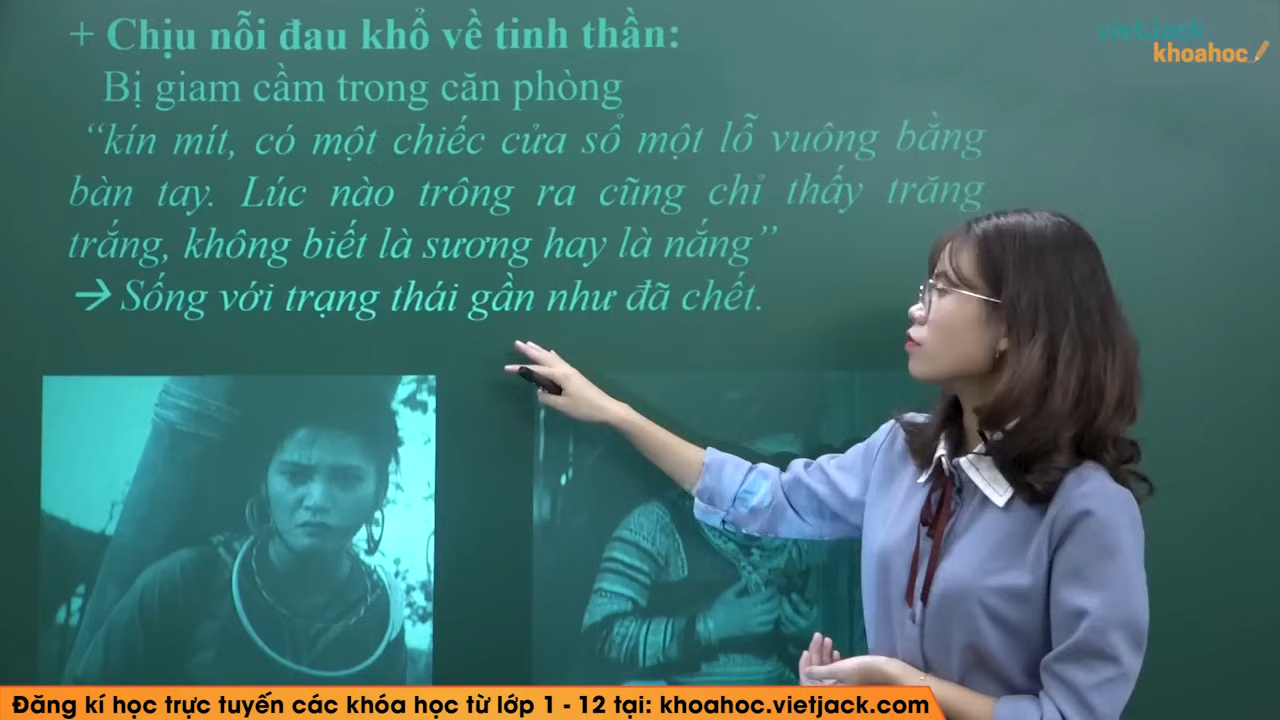 + Chịu nỗi đau khổ về tinh thần:
vietjack
khoahoc
Bị giam cầm trong căn phòng
“kín mít, có một chiếc cửa sổ một lỗ vuông bằng
bàn tay. Lúc nào trông ra cũng chỉ thấy trăng
trắng, không biết là sương hay là nắng”
→ Sống với trạng thái gần như đã chết.
Đăng kí học trực tuyến các khóa học từ lớp 1 - 12 tại: khoahoc.vietjack.com